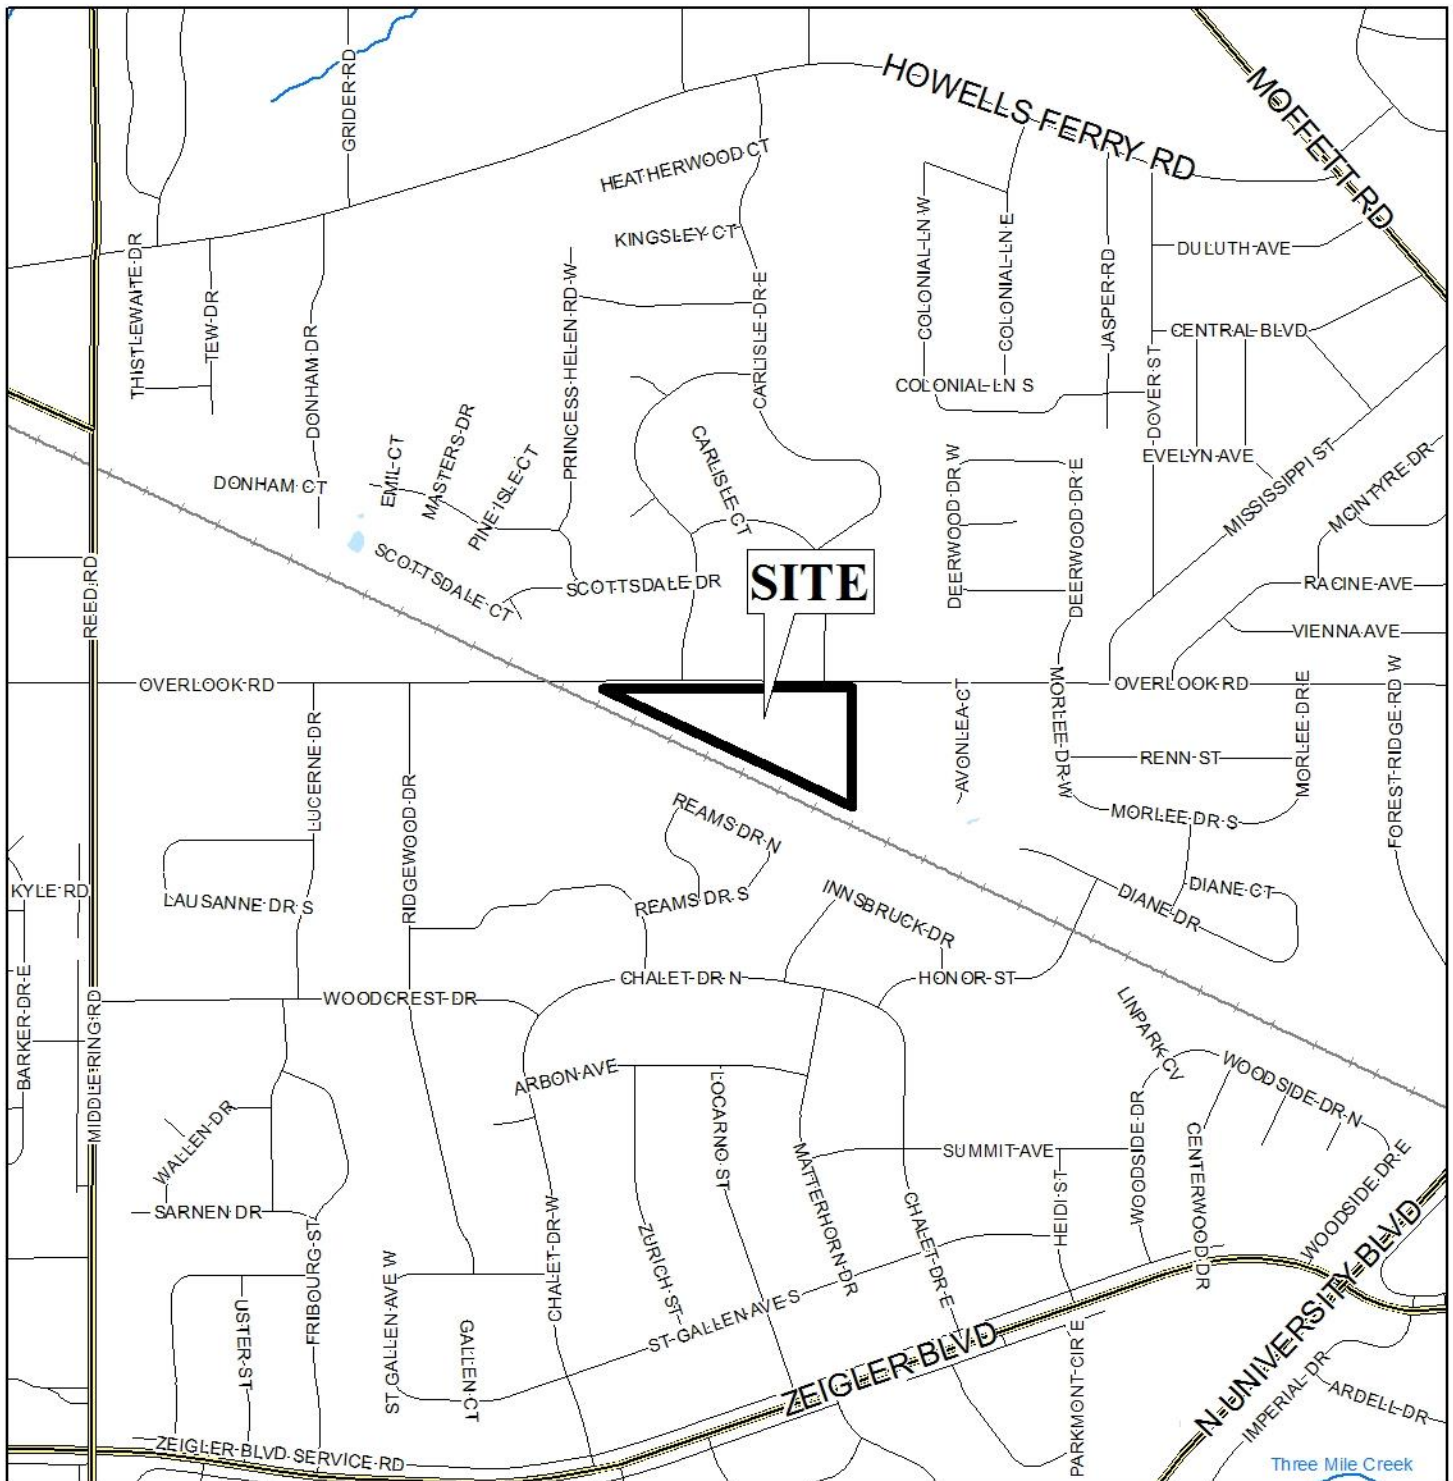 HOWELLS FERRY RD
MOFFETT RD
GRIDER RD
HEATHERWOOD CT
KINGSLEY CT
THISTLEWAITE DR
TEW DR
DONHAM DR
PRINCESS HELEN RD W
CARLISLE DR E
COLONIAL LN W
COLONIAL LN E
JASPER RD
DULUTH AVE
CENTRAL BLVD
COLONIAL LN S
DOVER ST
EVELYN AVE
MISSISSIPPI ST
MCINTYRE DR
DONHAM CT
EMIL CT
MASTERS DR
PINE ISLE CT
CARLISLE CT
DEERWOOD DR W
DEERWOOD DR E
REED RD
SCOTTSDALE CT
SCOTTSDALE DR
SITE
RACINE AVE
VIENNA AVE
OVERLOOK RD
OVERLOOK RD
LUCERNE DR
RIDGEWOOD DR
AVONLEA CT
MORLEE DR W
RENN ST
MORLEE DR E
FOREST RIDGE RD W
MORLEE DR S
REAMS DR N
KYLE RD
LAUSANNE DR S
REAMS DR S
INNSBRUCK DR
DIANE CT
DIANE DR
CHALET DR N
HONOR ST
WOODCREST DR
BARKER DR E
MIDDLE RING RD
LINPARK CV
WOODSIDE DR N
ARBON AVE
LOCARNO ST
WALLEN DR
SARNEN DR
MATTERHORN DR
SUMMIT AVE
WOODSIDE DR
CENTERWOOD DR
WOODSIDE DR E
HEIDI ST
CHALET DR W
ZURICH ST
CHALET DR E
FRIBOURG ST
USTER ST
ST GALLEN AVE W
GALLEN CT
ST GALLEN AVE S
ZEIGLER BLVD
N UNIVERSITY BLVD
PARKMONT CIR E
IMPERIAL DR
ARDELL DR
ZEIGLER BLVD SERVICE RD
Three Mile Creek